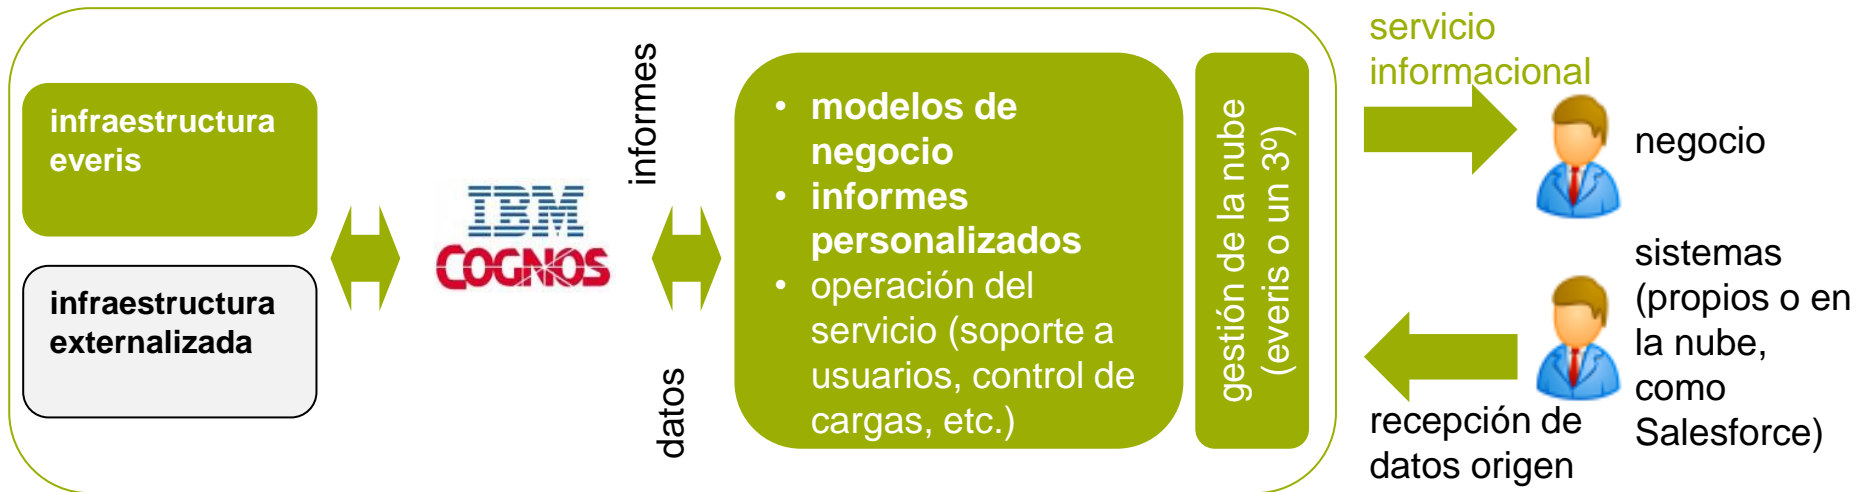 infraestructura
everis
infraestructura
externalizada
IBM
COGNOS
informes
datos
• modelos de
negocio
• informes
personalizados
• operación del
servicio (soporte a
usuarios, control de
cargas, etc.)
gestión de la nube
(everis o un 3º)
servicio
informacional
negocio
sistemas
(propios o en
la nube,
como
Salesforce)
recepción de
datos origen